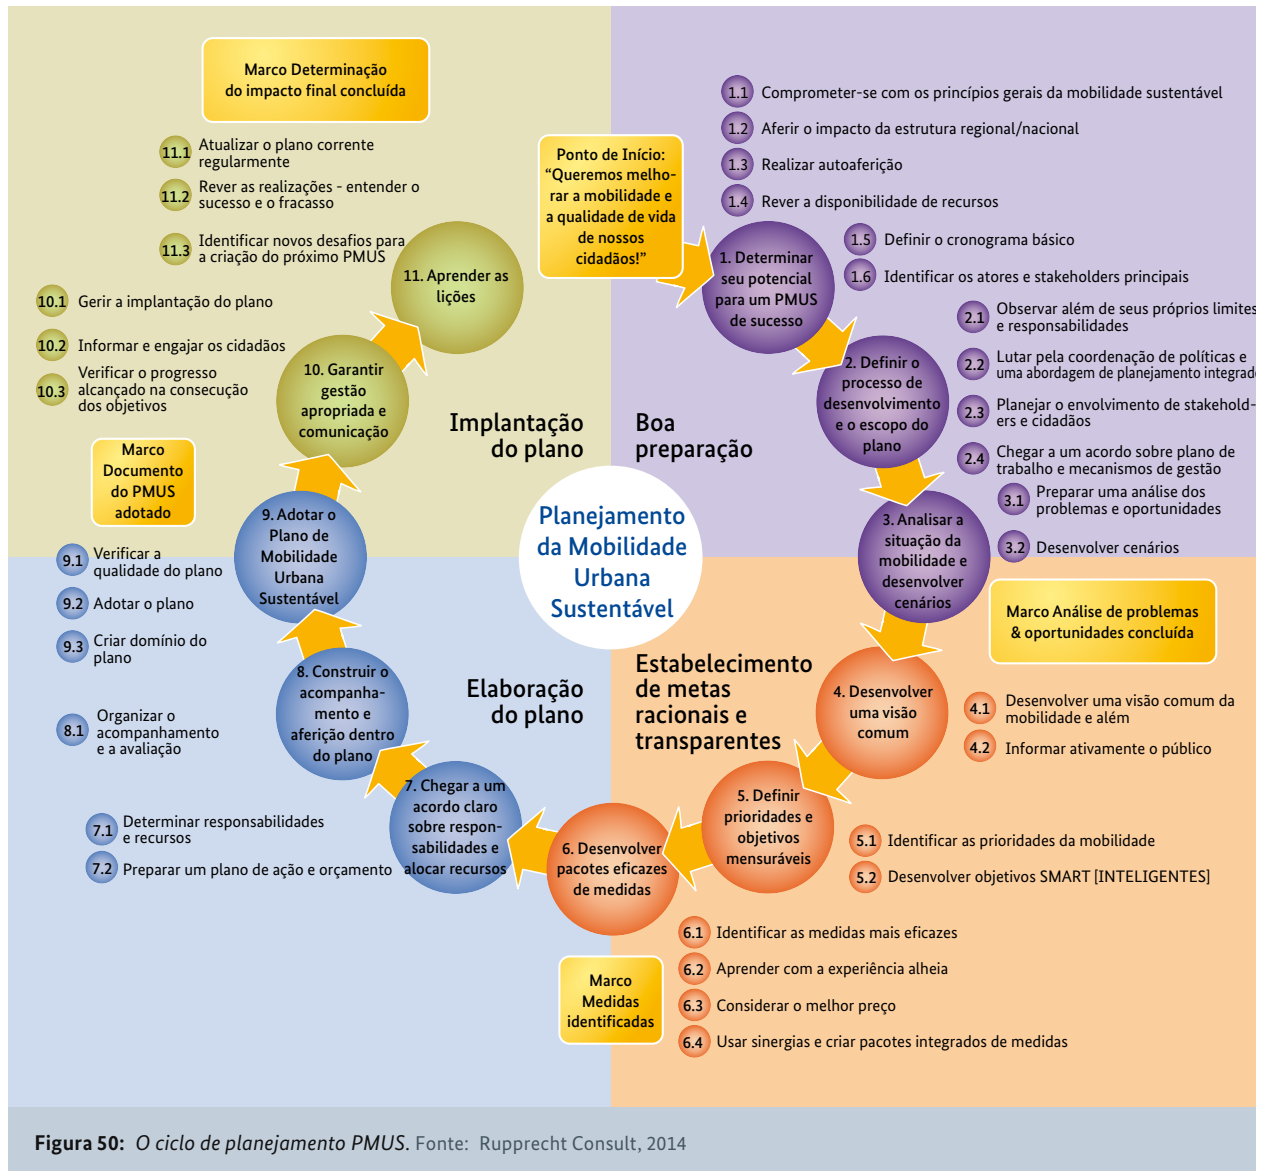 Marco Determinação
do impacto final concluída
11.1 Atualizar o plano corrente
regularmente
11.2 Rever as realizações - entender o
sucesso e o fracasso
11.3 Identificar novos desafios para
a criação do próximo PMUS
11. Aprender as
lições
10.1 Gerir a implantação do plano
10.2 Informar e engajar os cidadãos
10.3 Verificar o progresso
alcançado na consecução
dos objetivos
10. Garantir
gestão
apropriada e
comunicação
Implantação
do plano
Ponto de Início:
“Queremos melho-
rar a mobilidade e
a qualidade de vida
de nossos
cidadãos!”
1.1 Comprometer-se com os princípios gerais da mobilidade sustentável
1.2 Aferir o impacto da estrutura regional/nacional
1.3 Realizar autoaferição
1.4 Rever a disponibilidade de recursos
1.5 Definir o cronograma básico
1.6 Identificar os atores e stakeholders principais
1. Determinar
seu potencial
para um PMUS
de sucesso
2.1 Observar além de seus próprios limites
e responsabilidades
2.2 Lutar pela coordenação de políticas e
uma abordagem de planejamento integrad
2.3 Planejar o envolvimento de stakehold-
ers e cidadãos
2.4 Chegar a um acordo sobre plano de
trabalho e mecanismos de gestão
2. Definir o
processo de
desenvolvimento
e o escopo do
plano
Boa
preparação
3.1 Preparar uma análise dos
problemas e oportunidades
3.2 Desenvolver cenários
3. Analisar a
situação da
mobilidade e
desenvolver
cenários
Marco Análise de problemas
& oportunidades concluída
Planejamento
da Mobilidade
Urbana
Sustentável
Marco
Documento
do PMUS
adotado
9. Adotar o
Plano de
Mobilidade
Urbana
Sustentável
9.1 Verificar a
qualidade do plano
9.2 Adotar o plano
9.3 Criar domínio do
plano
8. Construir o
acompanha-
mento e
aferição dentro
do plano
8.1 Organizar o
acompanhamento
e a avaliação
Elaboração
do plano
7. Chegar a um
acordo claro
sobre respon-
sabilidades e
alocar recursos
7.1 Determinar responsabilidades
e recursos
7.2 Preparar um plano de ação e orçamento
Estabelecimento
de metas
racionais e
transparentes
4. Desenvolver
uma visão
comum
4.1 Desenvolver uma visão comum da
mobilidade e além
4.2 Informar ativamente o público
5. Definir
prioridades e
objetivos
mensuráveis
5.1 Identificar as prioridades da mobilidade
5.2 Desenvolver objetivos SMART [INTELIGENTES]
6. Desenvolver
pacotes eficazes
de medidas
6.1 Identificar as medidas mais eficazes
6.2 Aprender com a experiência alheia
6.3 Considerar o melhor preço
6.4 Usar sinergias e criar pacotes integrados de medidas
Marco
Medidas
identificadas
Figura 50: O ciclo de planejamento PMUS. Fonte: Rupprecht Consult, 2014